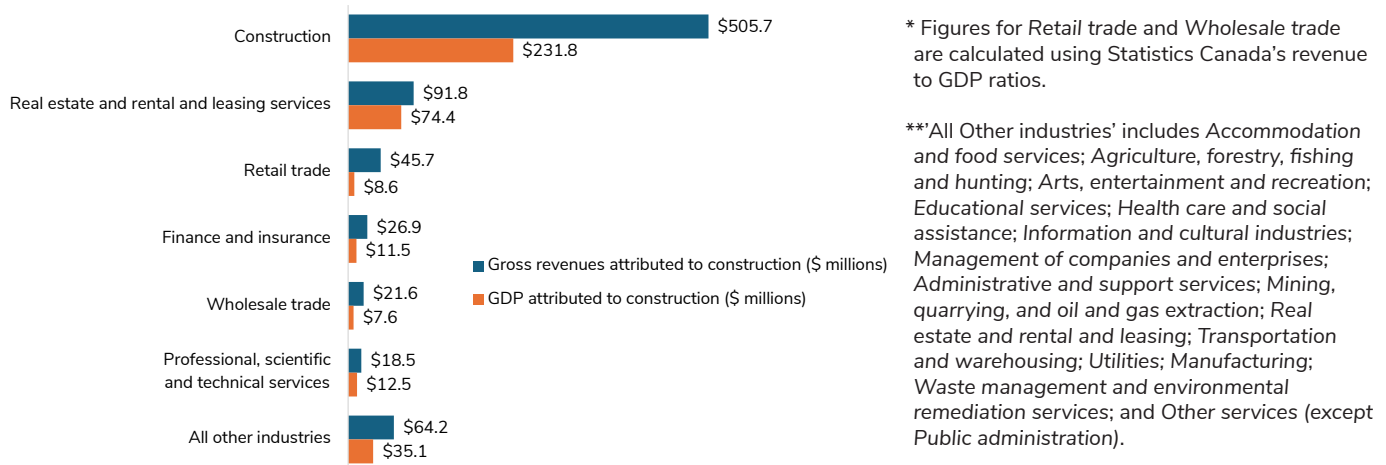 Construction
$505.7
$231.8
Real estate and rental and leasing services
$91.8
$74.4
Retail trade
$45.7
$8.6
Finance and insurance
$26.9
$11.5
Wholesale trade
$21.6
$7.6
Professional, scientific
and technical services
$18.5
$12.5
All other industries
$64.2
$35.1
Gross revenues attributed to construction ($ millions)
GDP attributed to construction ($ millions)
* Figures for Retail trade and Wholesale trade
are calculated using Statistics Canada’s revenue
to GDP ratios.
**’All Other industries’ includes Accommodation
and food services; Agriculture, forestry, fishing
and hunting; Arts, entertainment and recreation;
Educational services; Health care and social
assistance; Information and cultural industries;
Management of companies and enterprises;
Administrative and support services; Mining,
quarrying, and oil and gas extraction; Real
estate and rental and leasing; Transportation
and warehousing; Utilities; Manufacturing;
Waste management and environmental
remediation services; and Other services (except
Public administration).